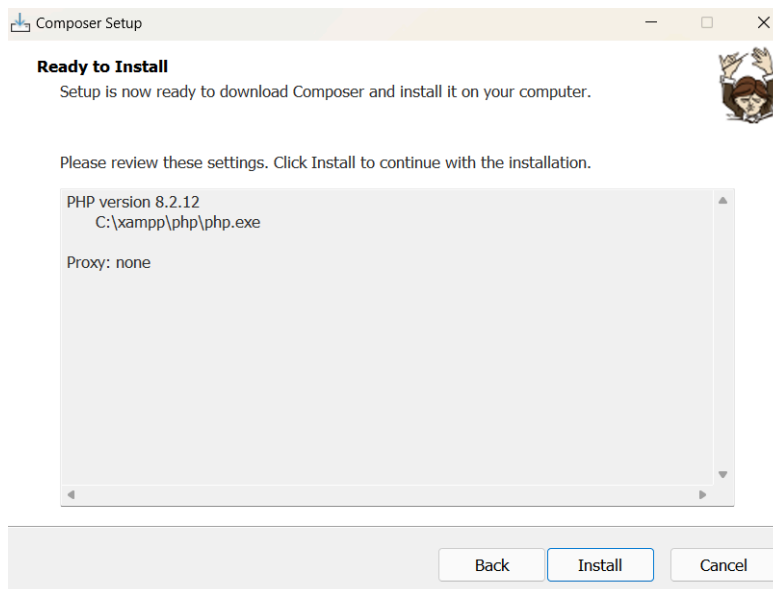 Composer Setup
Ready to Install
Setup is now ready to download Composer and install it on your computer.
Please review these settings. Click Install to continue with the installation.
PHP version 8.2.12
C:\xampp\php\php.exe
Proxy: none
Back
Install
Cancel